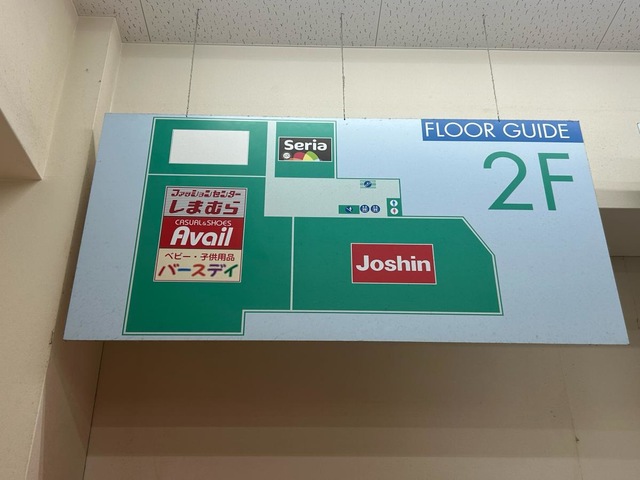 FLOOR GUIDE
2F
Seria
ファッションセンター
しまむら
CASUAL&SHOES
Avail
ベビー・子供用品
バースデイ
Joshin